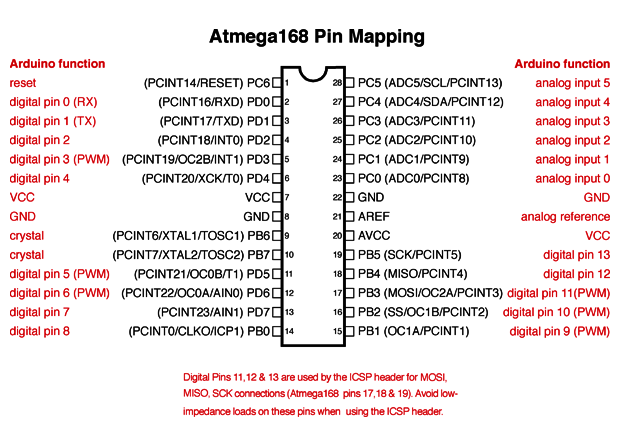 Atmega168 Pin Mapping
Arduino function Arduino function
reset (PCINT14/RESET) PC6 1 28 PC5 (ADC5/SCL/PCINT13) analog input 5
digital pin 0 (RX) (PCINT16/RXD) PD0 2 27 PC4 (ADC4/SDA/PCINT12) analog input 4
digital pin 1 (TX) (PCINT17/TXD) PD1 3 26 PC3 (ADC3/PCINT11) analog input 3
digital pin 2 (PCINT18/INT0) PD2 4 25 PC2 (ADC2/PCINT10) analog input 2
digital pin 3 (PWM) (PCINT19/OC2B/INT1) PD3 5 24 PC1 (ADC1/PCINT9) analog input 1
digital pin 4 (PCINT20/XCK/T0) PD4 6 23 PC0 (ADC0/PCINT8) analog input 0
VCC VCC 7 22 GND GND
GND GND 8 21 AREF analog reference
crystal (PCINT6/XTAL1/TOSC1) PB6 9 20 AVCC VCC
crystal (PCINT7/XTAL2/TOSC2) PB7 10 19 PB5 (SCK/PCINT5) digital pin 13
digital pin 5 (PWM) (PCINT21/OC0B/T1) PD5 11 18 PB4 (MISO/PCINT4) digital pin 12
digital pin 6 (PWM) (PCINT22/OC0A/AIN0) PD6 12 17 PB3 (MOSI/OC2A/PCINT3) digital pin 11(PWM)
digital pin 7 (PCINT23/AIN1) PD7 13 16 PB2 (SS/OC1B/PCINT2) digital pin 10 (PWM)
digital pin 8 (PCINT0/CLKO/ICP1) PB0 14 15 PB1 (OC1A/PCINT1) digital pin 9 (PWM)
Digital Pins 11,12 & 13 are used by the ICSP header for MOSI,
MISO, SCK connections (Atmega168 pins 17,18 & 19). Avoid low-
impedance loads on these pins when using the ICSP header.